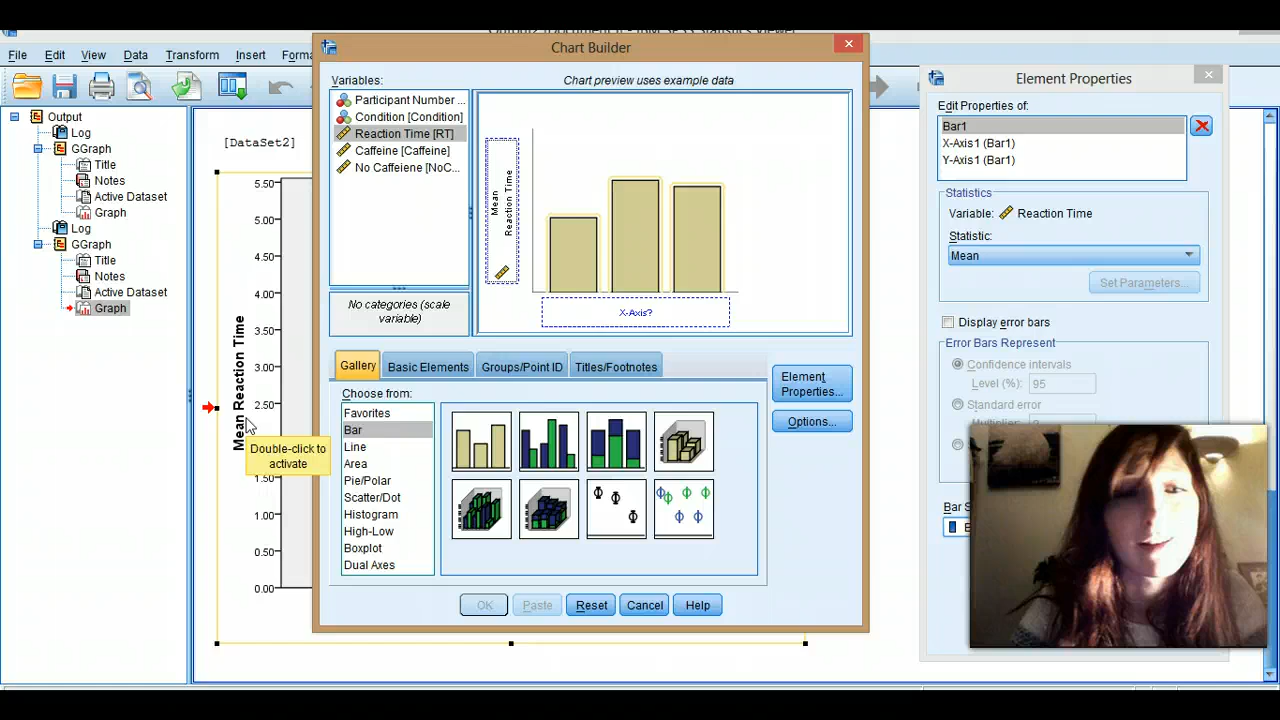 Chart Builder
File
Edit
View
Data
Transform
Insert
Forma
Variables:
Chart preview uses example data
Participant Number ...
Condition [Condition]
Reaction Time [RT]
Caffeine [Caffeine]
No Caffeiene [NoC...
No categories (scale
variable)
Mean
Reaction Time
X-Axis?
Element Properties
Edit Properties of:
Bar1
X-Axis1 (Bar1)
Y-Axis1 (Bar1)
Statistics
Variable:
Reaction Time
Statistic:
Mean
Set Parameters...
Display error bars
Error Bars Represent
Confidence intervals
Level (%):
95
Standard error
Output
Log
GGraph
Title
Notes
Active Dataset
Graph
Log
GGraph
Title
Notes
Active Dataset
Graph
[DataSet2]
5.50
5.00
4.50
4.00
3.50
3.00
2.50
1.50
1.00
0.50
0.00
Mean Reaction Time
Double-click to
activate
Gallery
Basic Elements
Groups/Point ID
Titles/Footnotes
Element
Properties...
Options...
Choose from:
Favorites
Bar
Line
Area
Pie/Polar
Scatter/Dot
Histogram
High-Low
Boxplot
Dual Axes
OK
Paste
Reset
Cancel
Help